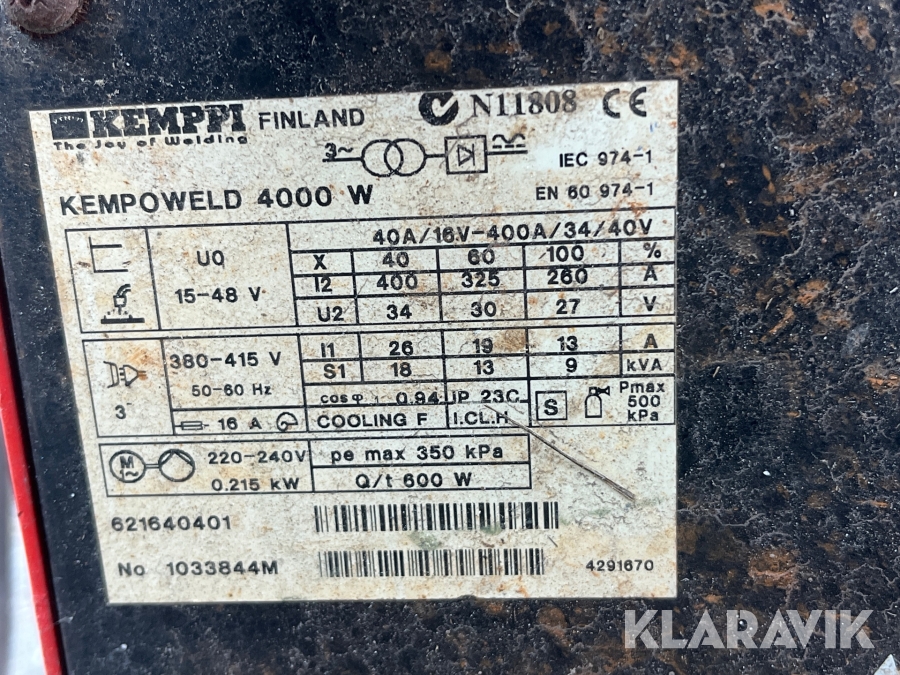 KEMPPI FINLAND N11808 CE
The Joy of Welding
3~ IEC 974-1
KEMPOWELD 4000 W EN 60 974-1
40A/16V-400A/34/40V
U0 X 40 60 100 %
15-48 V I2 400 325 260 A
U2 34 30 27 V
380-415 V I1 26 19 13 A
50-60 Hz S1 18 13 9 kVA
3~ cos φ 0.94 IP 23C S Pmax 500 kPa
16 A COOLING F I.CL.H
M 1~ 220-240V pe max 350 kPa
0.215 kW Q/t 600 W
621640401
No 1033844M 4291670
KLARAVIK